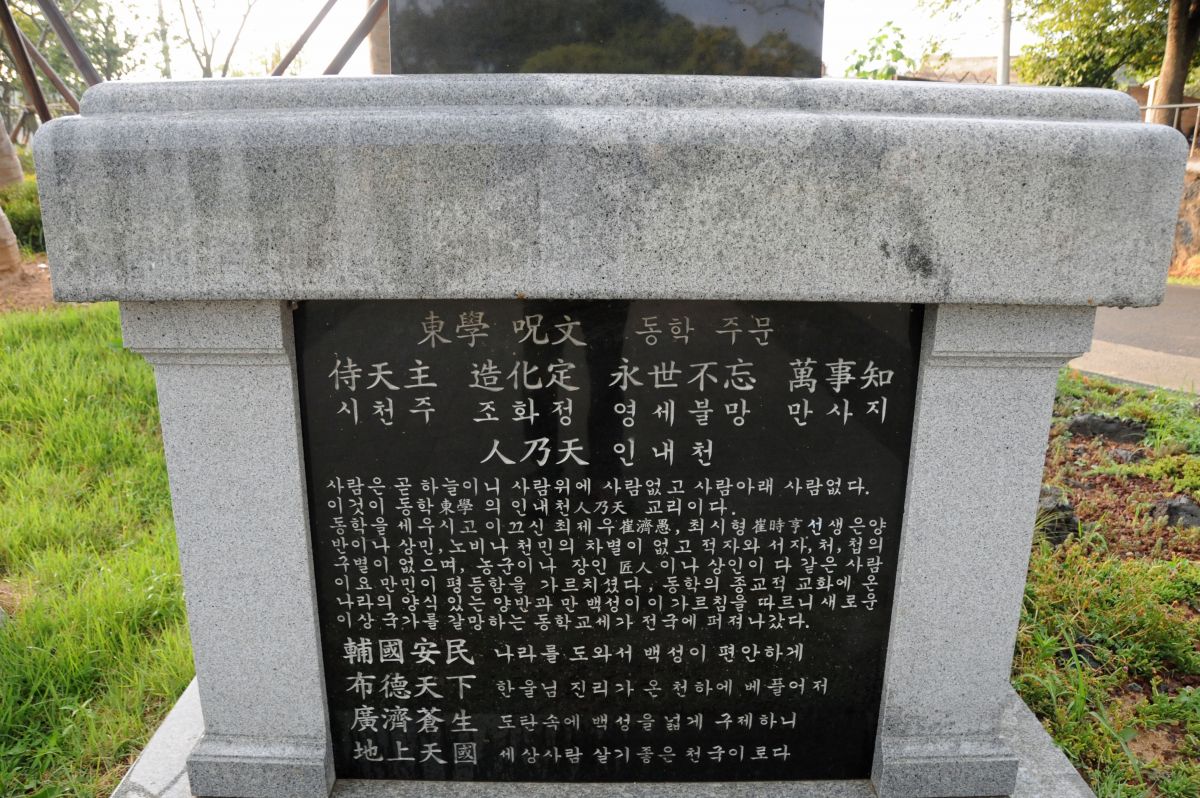 東學 呪文 동학 주문
侍天主 造化定 永世不忘 萬事知
시천주 조화정 영세불망 만사지
人乃天 인내천
사람은 곧 하늘이니 사람위에 사람없고 사람아래 사람없다.
이것이 동학東學 의 인내천人乃天 교리이다.
동학을 세우시고 이끄신 최제우崔濟愚, 최시형崔時亨 선생은양
반이나 상민, 노비나 천민의 차별이 없고 적자와 서자, 처, 첩의
구별이 없으며, 농군이나 장인 匠人 이나 상인이 다 같은 사람
이요 만민이 평등함을 가르치셨다, 동학의 종교적 교화에 온
나라의 양식 있는 양반과 만 백성이 이 가르침을 따르니 새로운
이상 국가를 갈망하는 동학교세가 전국에 퍼져나갔다.
輔國安民 나라를 도와서 백성이 편안하게
布德天下 한울님 진리가 온 천하에 베풀어져
廣濟蒼生 도탄속에 백성을 넓게 구제하니
地上天國 세상사람 살기좋은 천국이로다